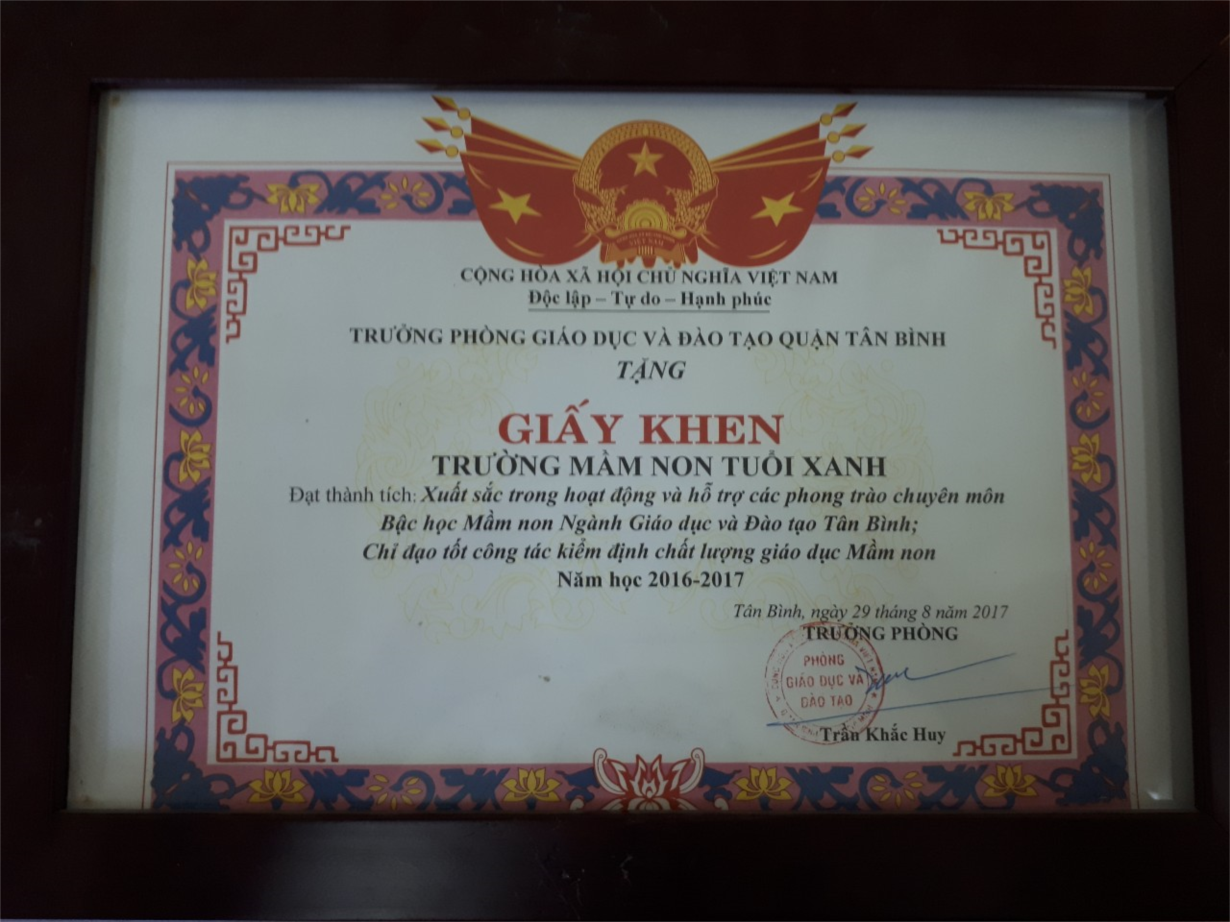 VIỆT NAM
CỘNG HÒA XÃ HỘI CHỦ NGHĨA VIỆT NAM
Độc lập – Tự do – Hạnh phúc
TRƯỞNG PHÒNG GIÁO DỤC VÀ ĐÀO TẠO QUẬN TÂN BÌNH
TẶNG
GIẤY KHEN
TRƯỜNG MẦM NON TUỔI XANH
Đạt thành tích: Xuất sắc trong hoạt động và hỗ trợ các phong trào chuyên môn
Bậc học Mầm non Ngành Giáo dục và Đào tạo Tân Bình;
Chỉ đạo tốt công tác kiểm định chất lượng giáo dục Mầm non
Năm học 2016-2017
Tân Bình, ngày 29 tháng 8 năm 2017
TRƯỞNG PHÒNG
PHÒNG
GIÁO DỤC VÀ
ĐÀO TẠO
Trần Khắc Huy